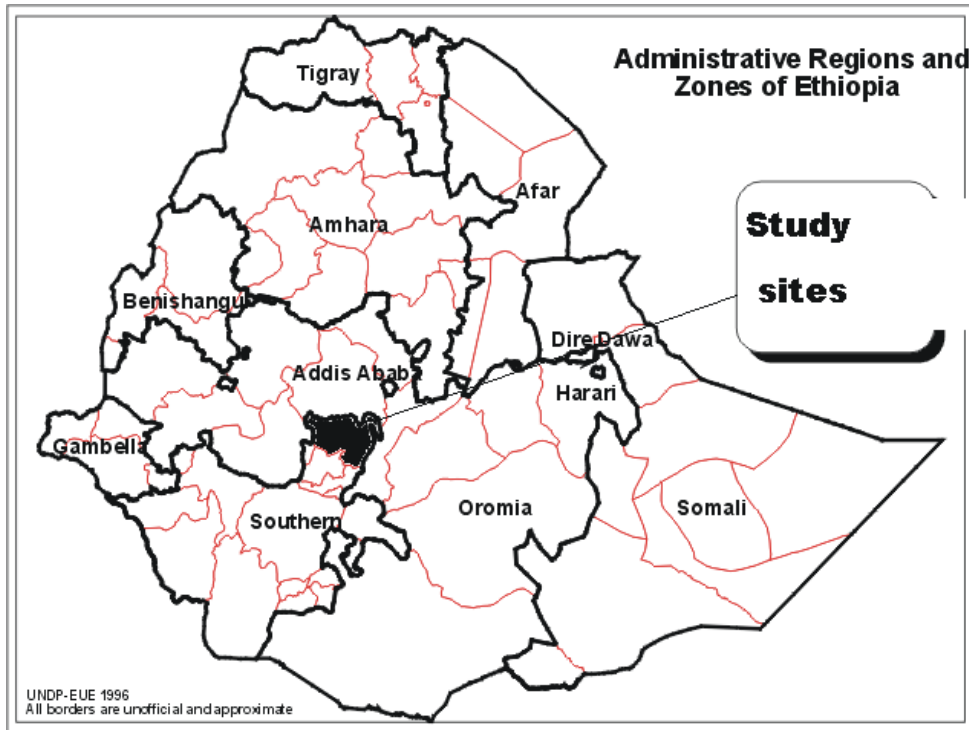 Administrative Regions and
Zones of Ethiopia
Tigray
Afar
Amhara
Study
sites
Benishangu
Dire Dawa
Addis Ababa
Harari
Gambella
Southern
Oromia
Somali
UNDP-EUE 1996
All borders are unofficial and approximate